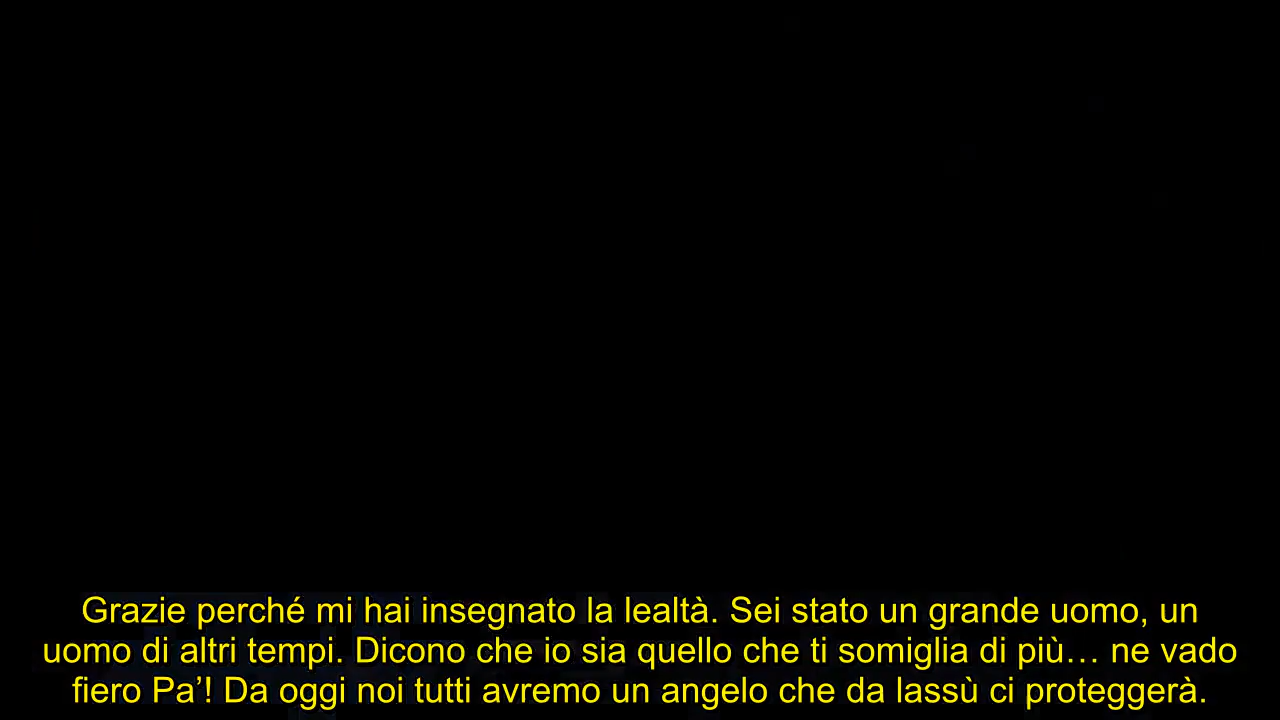 Grazie perché mi hai insegnato la lealtà. Sei stato un grande uomo, un
uomo di altri tempi. Dicono che io sia quello che ti somiglia di più… ne vado
fiero Pa’! Da oggi noi tutti avremo un angelo che da lassù ci proteggerà.